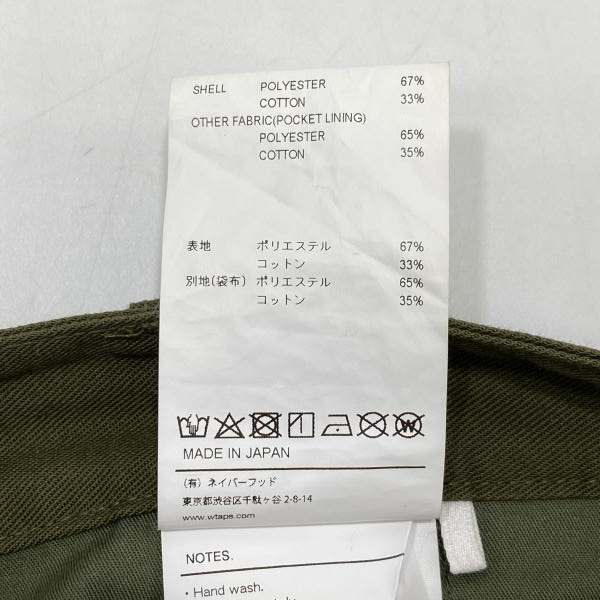 SHELL POLYESTER 67%
COTTON 33%
OTHER FABRIC(POCKET LINING)
POLYESTER 65%
COTTON 35%
表地 ポリエステル 67%
コットン 33%
別地(袋布) ポリエステル 65%
コットン 35%
MADE IN JAPAN
(有) ネイバーフッド
東京都渋谷区千駄ヶ谷 2-8-14
www.wtaps.com
NOTES.
・Hand wash.